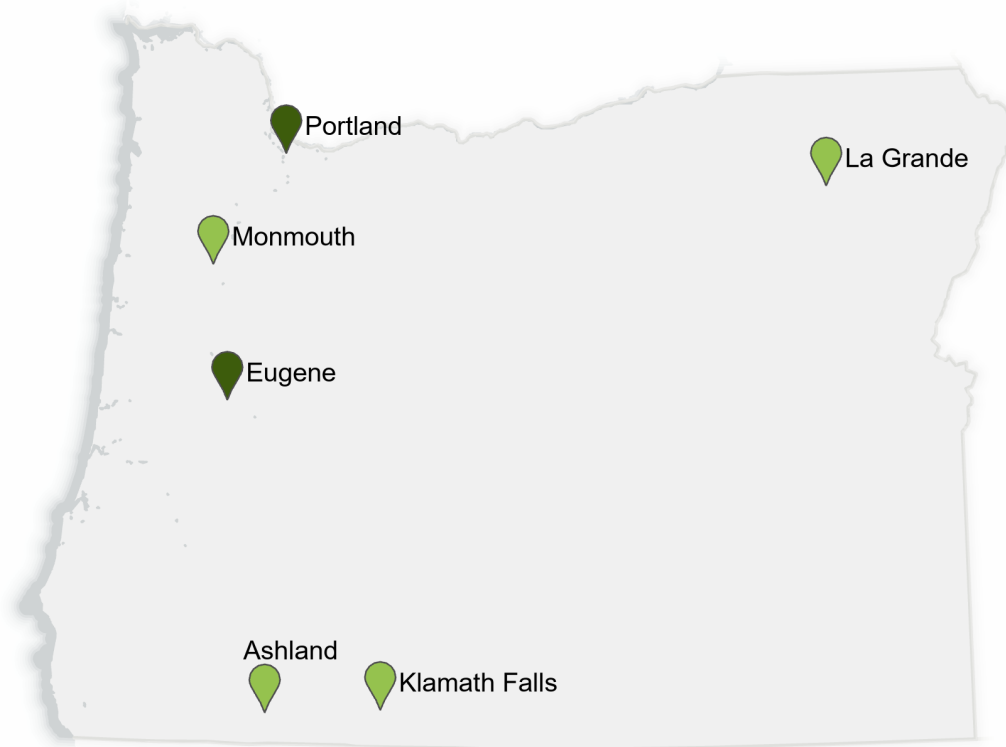 Portland
La Grande
Monmouth
Eugene
Ashland
Klamath Falls